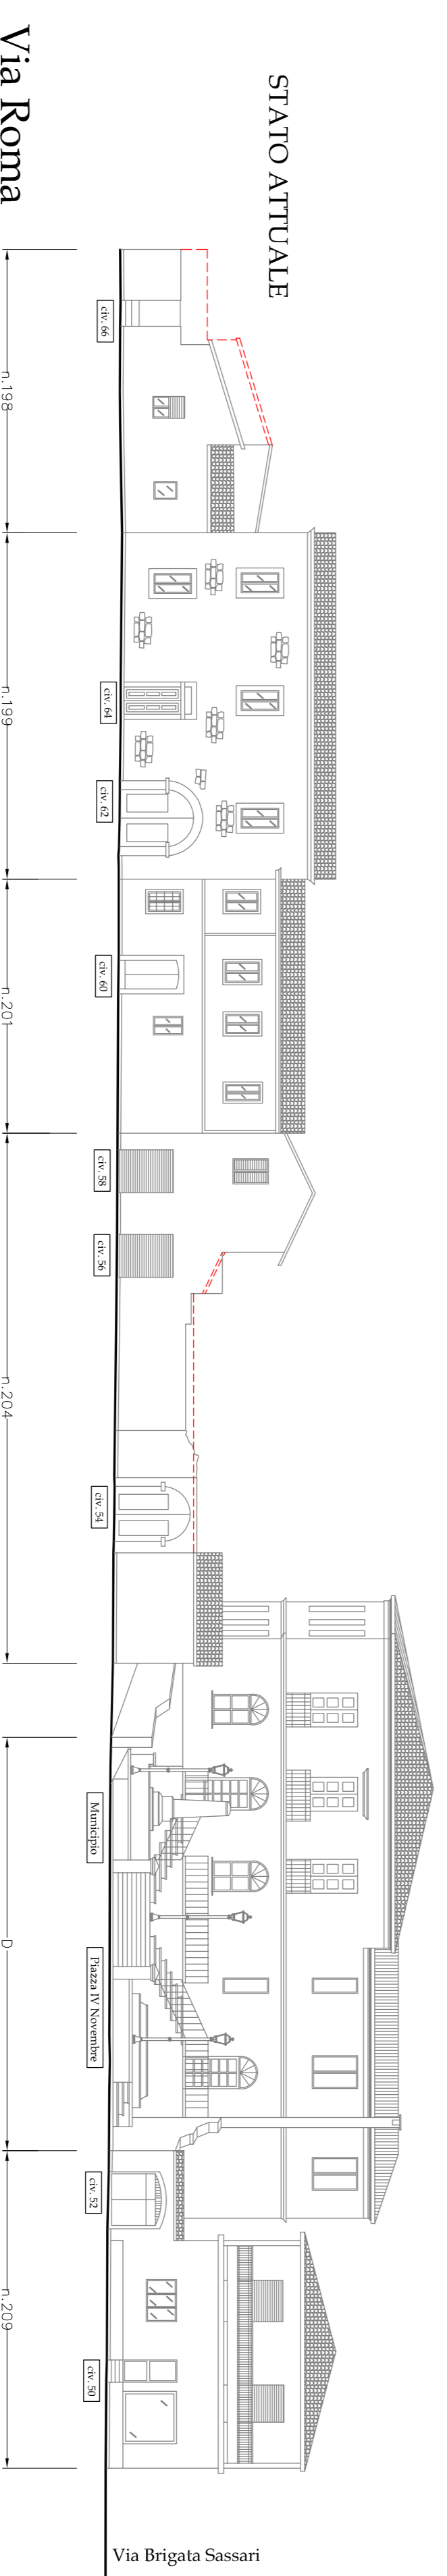 STATO ATTUALE
civ. 66
civ. 64
civ. 62
civ. 60
civ. 58
civ. 56
civ. 54
Municipio
Piazza IV Novembre
civ. 52
civ. 50
Via Brigata Sassari
n.198
n.199
n.201
n.204
D
n.209
Via Roma